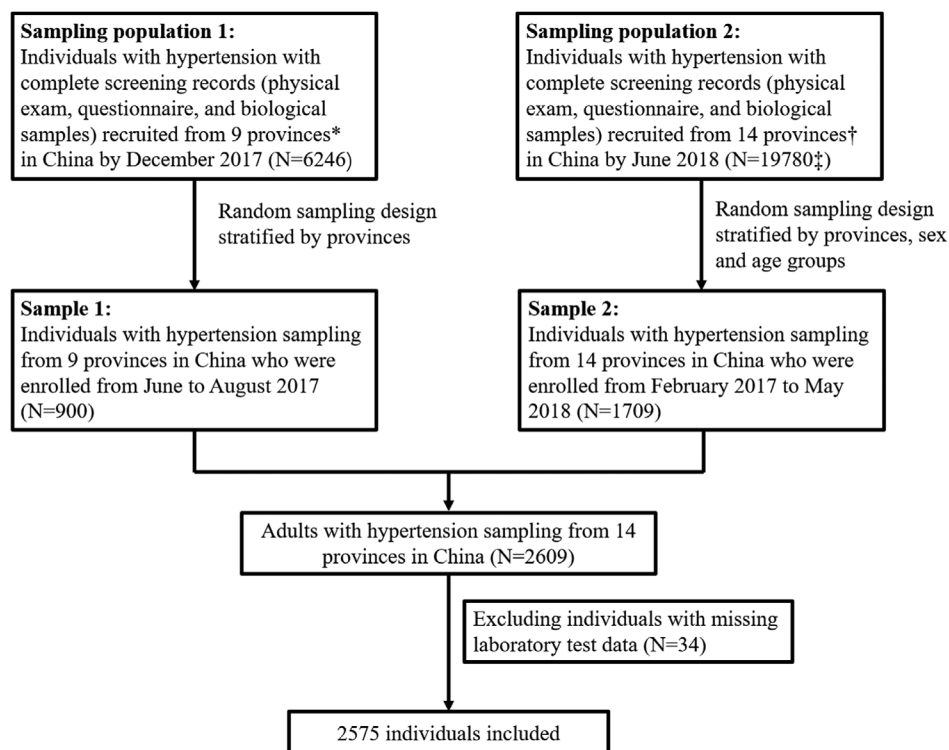 Sampling population 1:
Individuals with hypertension with
complete screening records (physical
exam, questionnaire, and biological
samples) recruited from 9 provinces*
in China by December 2017 (N=6246)
Sampling population 2:
Individuals with hypertension with
complete screening records (physical
exam, questionnaire, and biological
samples) recruited from 14 provinces†
in China by June 2018 (N=19780‡)
Random sampling design
stratified by provinces
Random sampling design
stratified by provinces, sex
and age groups
Sample 1:
Individuals with hypertension sampling
from 9 provinces in China who were
enrolled from June to August 2017
(N=900)
Sample 2:
Individuals with hypertension sampling
from 14 provinces in China who were
enrolled from February 2017 to May
2018 (N=1709)
Adults with hypertension sampling from 14
provinces in China (N=2609)
Excluding individuals with missing
laboratory test data (N=34)
2575 individuals included